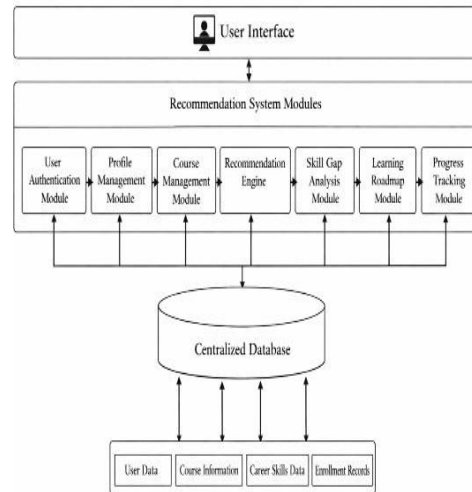 User Interface
Recommendation System Modules
User
Authentication
Module
Profile
Management
Module
Course
Management
Module
Recommendation
Engine
Skill Gap
Analysis
Module
Learning
Roadmap
Module
Progress
Tracking
Module
Centralized Database
User Data
Course Information
Career Skills Data
Enrollment Records